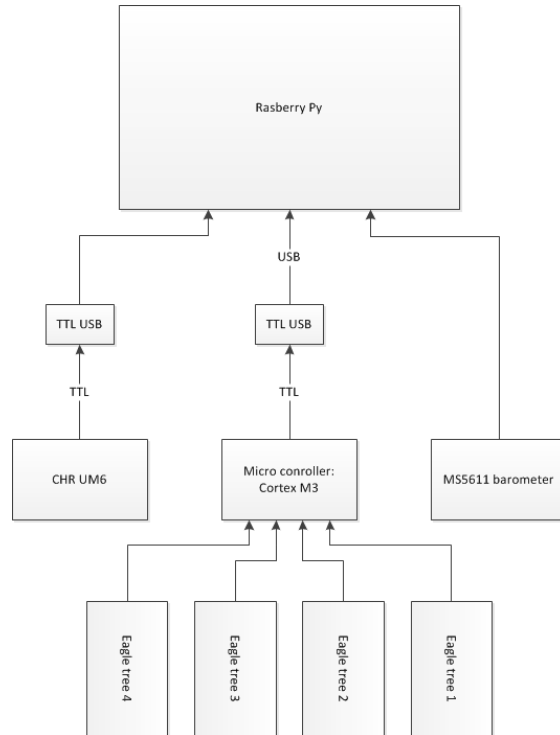 Rasberry Py
USB
TTL USB
TTL USB
TTL
TTL
CHR UM6
Micro conroller:
Cortex M3
MS5611 barometer
Eagle tree 4
Eagle tree 3
Eagle tree 2
Eagle tree 1